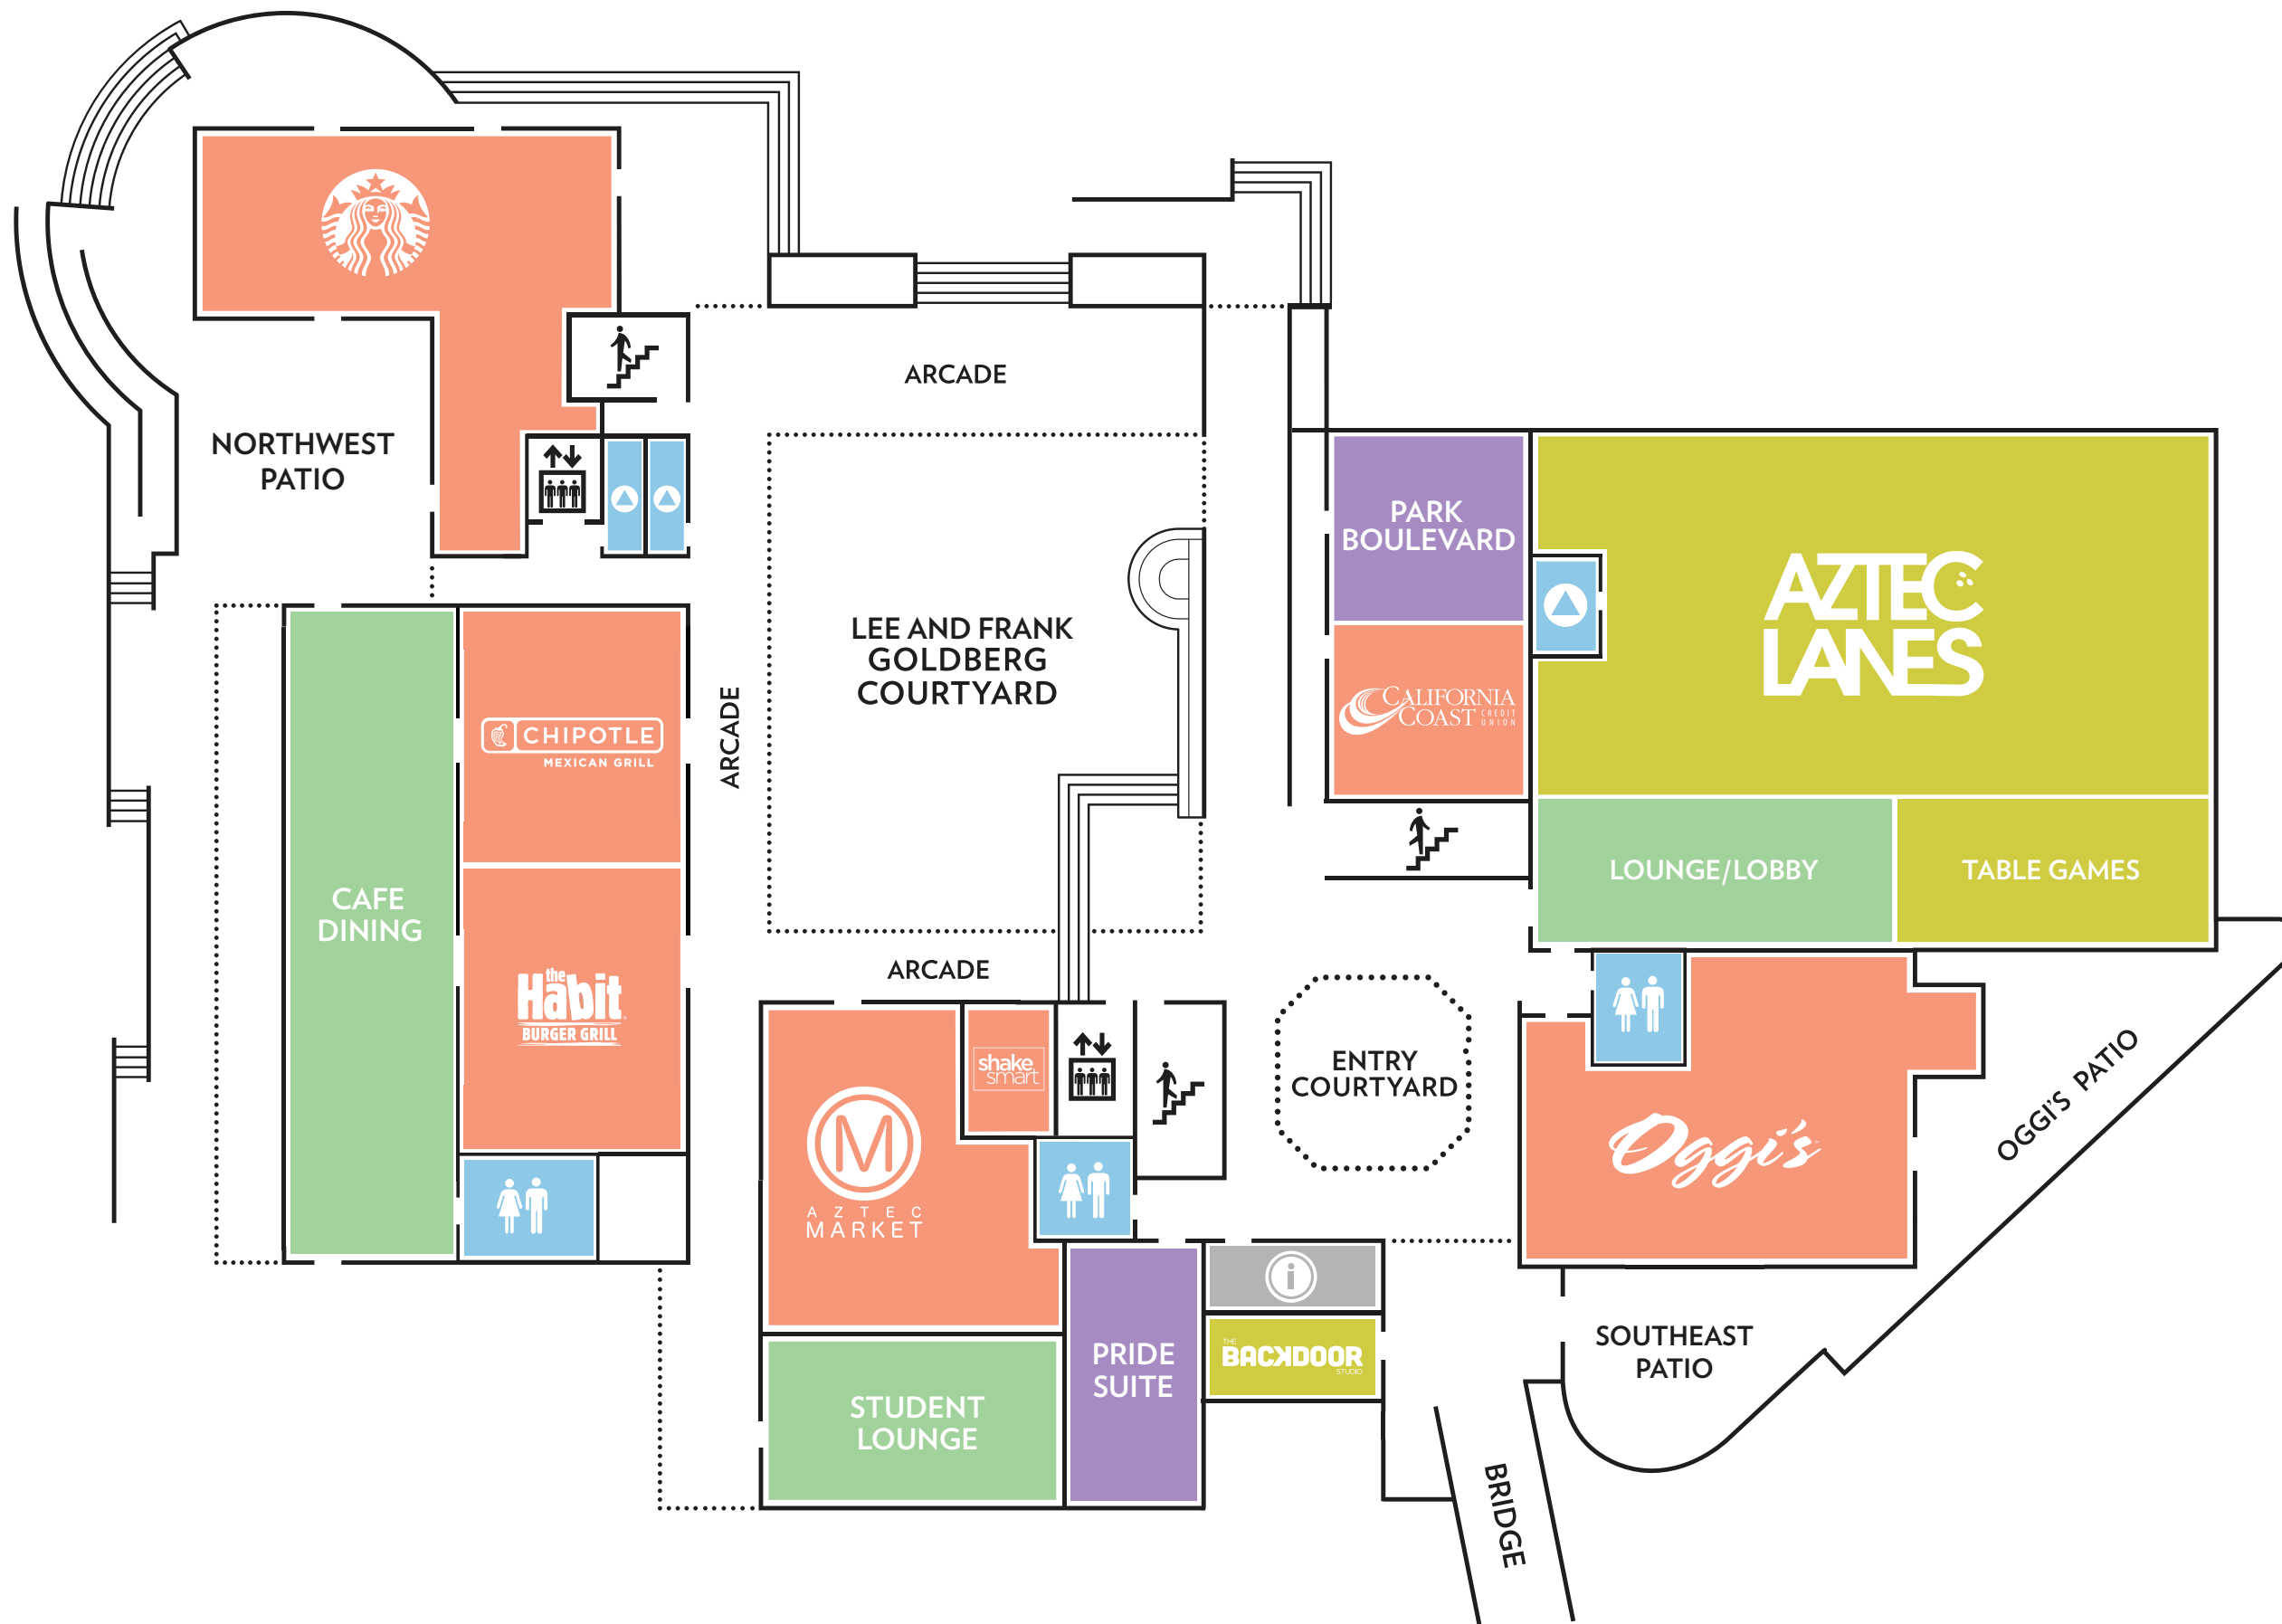 ARCADE
NORTHWEST
PATIO
PARK
BOULEVARD
AZTEC
LANES
LEE AND FRANK
GOLDBERG
COURTYARD
CALIFORNIA
COAST CREDIT
UNION
CHIPOTLE
MEXICAN GRILL
ARCADE
CAFE
DINING
LOUNGE/LOBBY
TABLE GAMES
the
Habit
BURGER GRILL
ARCADE
shake
smart
ENTRY
COURTYARD
OGGI'S PATIO
M
AZTEC
MARKET
Oggi's
i
THE
BACKDOOR
STUDIO
PRIDE
SUITE
SOUTHEAST
PATIO
STUDENT
LOUNGE
BRIDGE